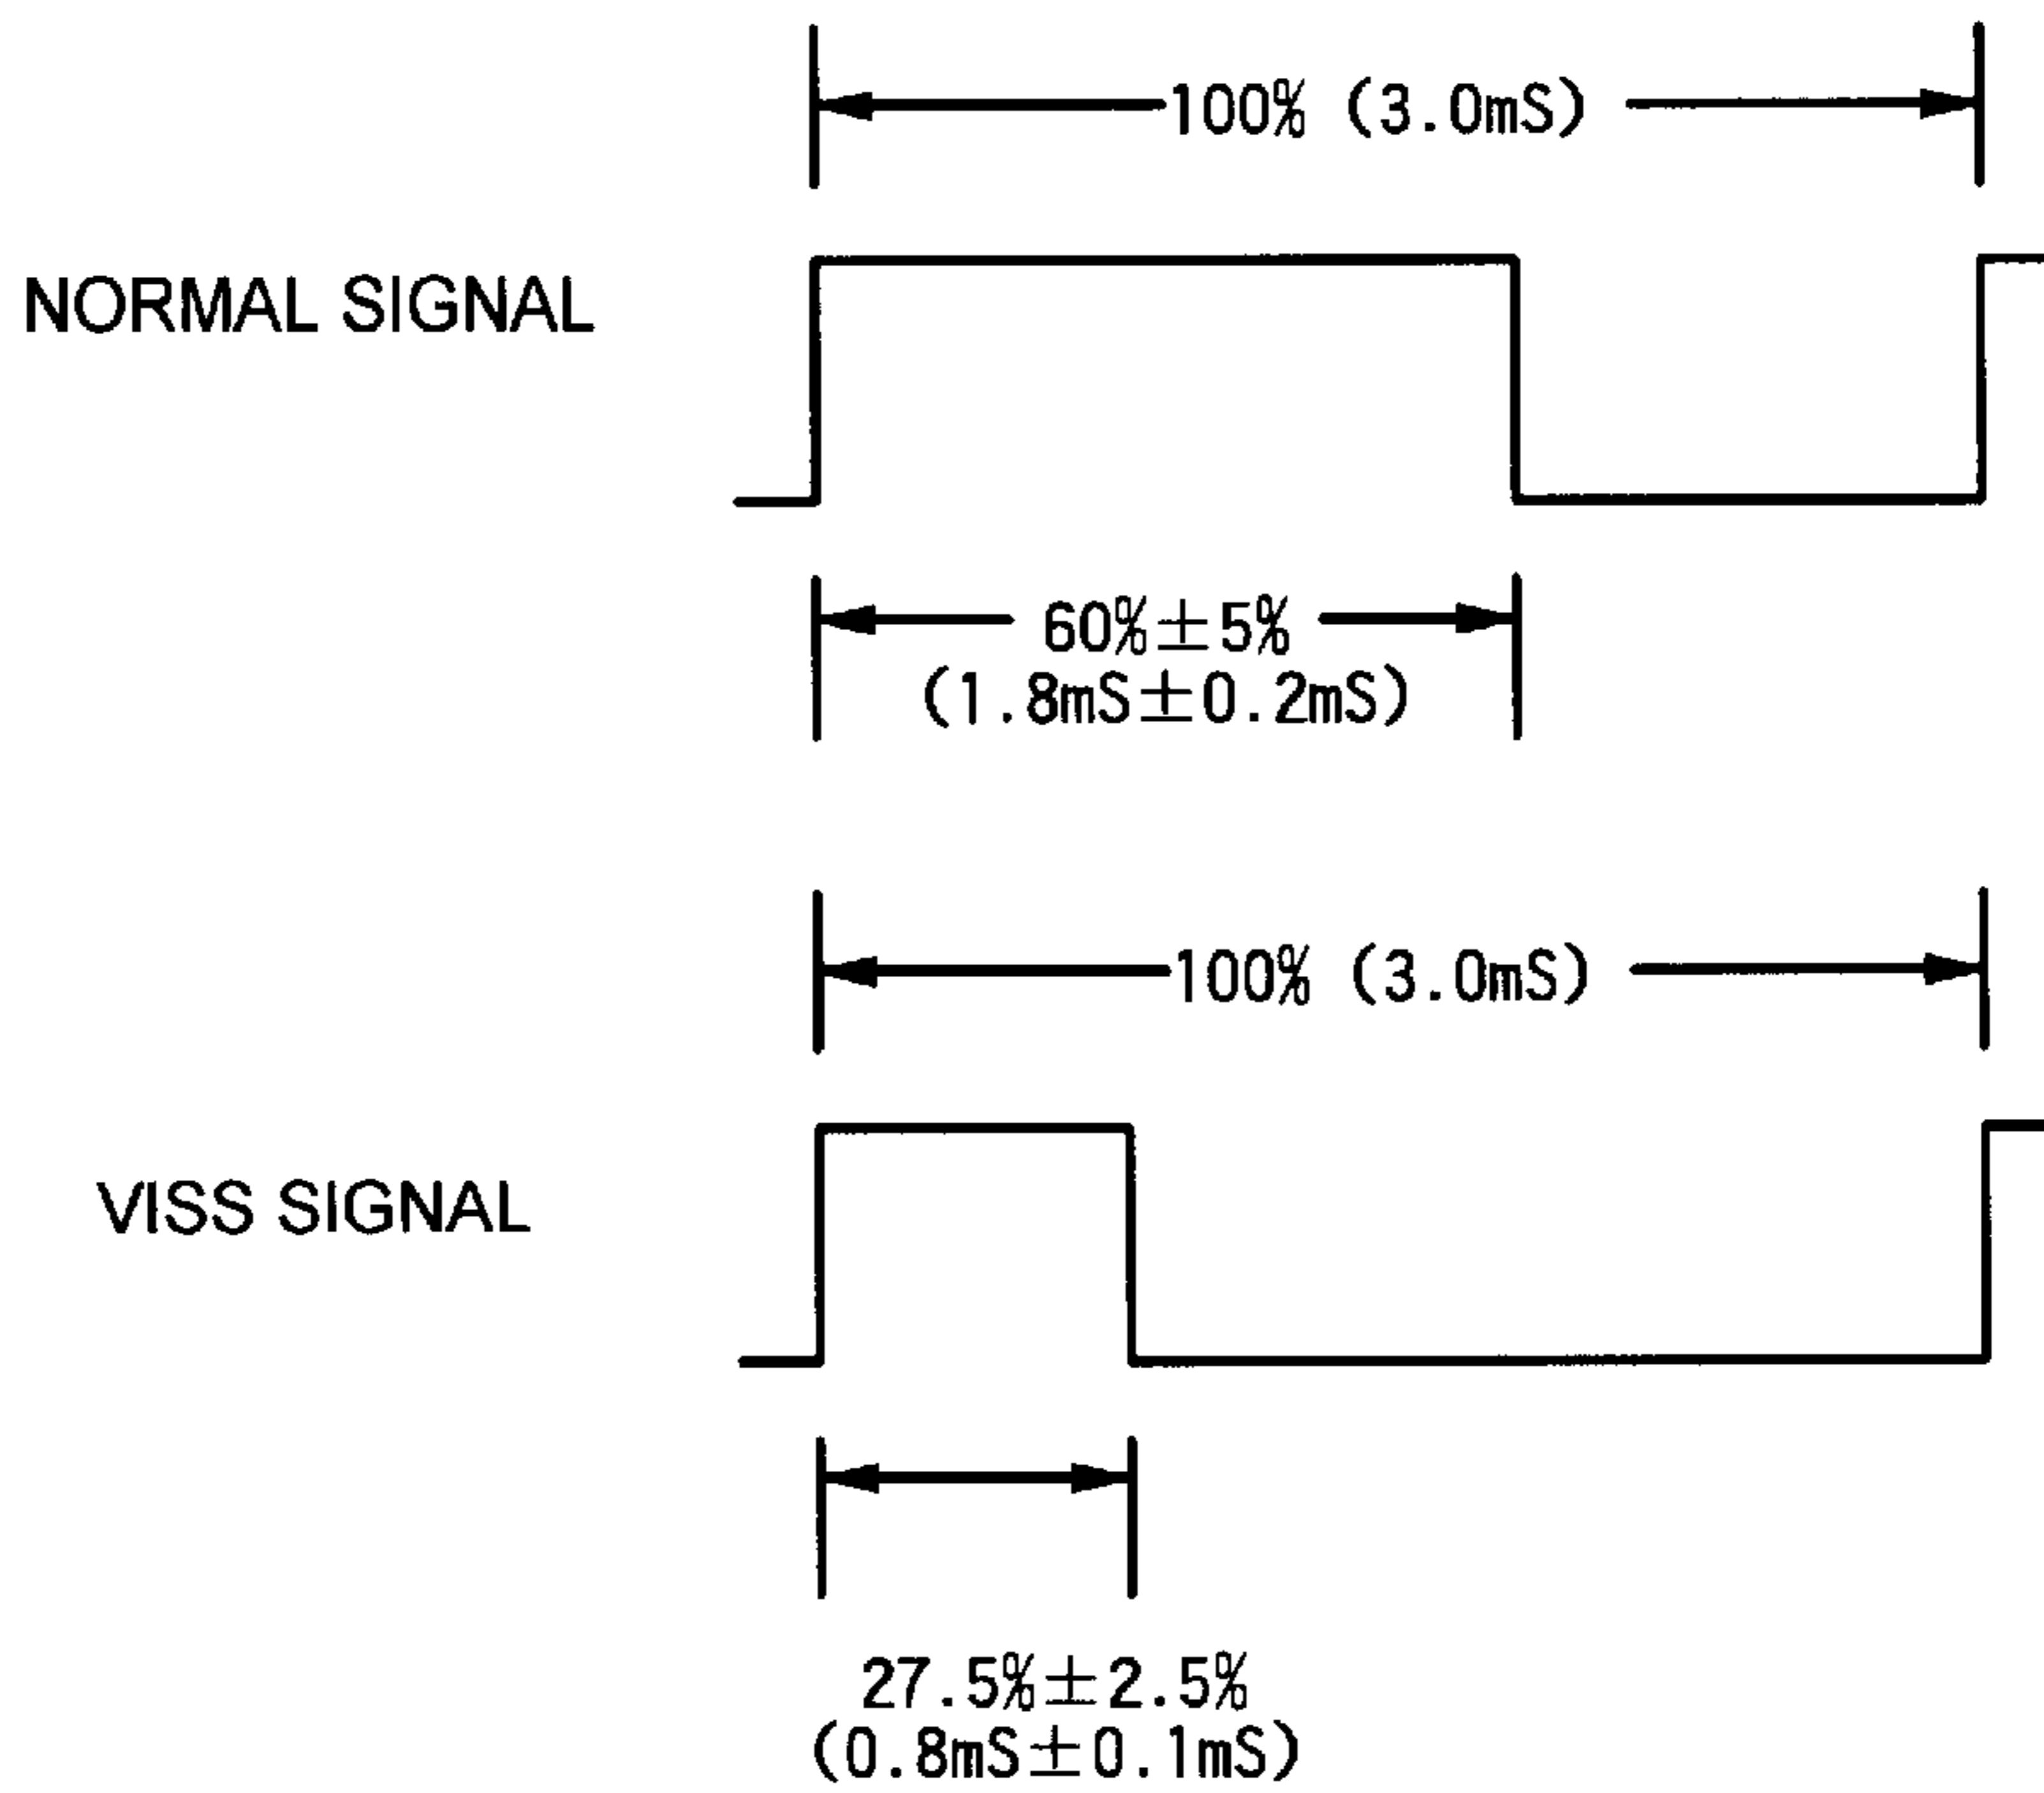 100% (3.0mS)
NORMAL SIGNAL
60%±5%
(1.8mS±0.2mS)
100% (3.0mS)
VISS SIGNAL
27.5%±2.5%
(0.8mS±0.1mS)